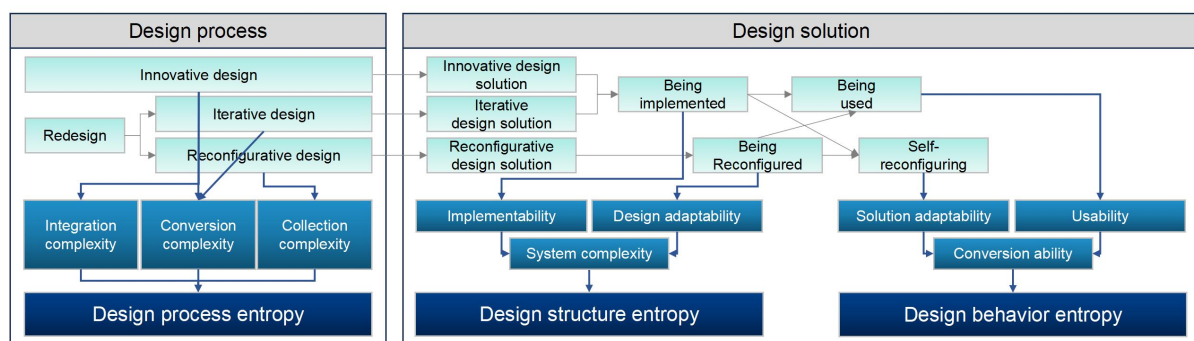 Design process
Innovative design
Iterative design
Redesign
Reconfigurative design
Integration
complexity
Conversion
complexity
Collection
complexity
Design process entropy
Design solution
Innovative design
solution
Iterative
design solution
Reconfigurative
design solution
Being
implemented
Being
used
Being
Reconfigured
Self-
reconfiguring
Implementability
Design adaptability
System complexity
Design structure entropy
Solution adaptability
Usability
Conversion ability
Design behavior entropy